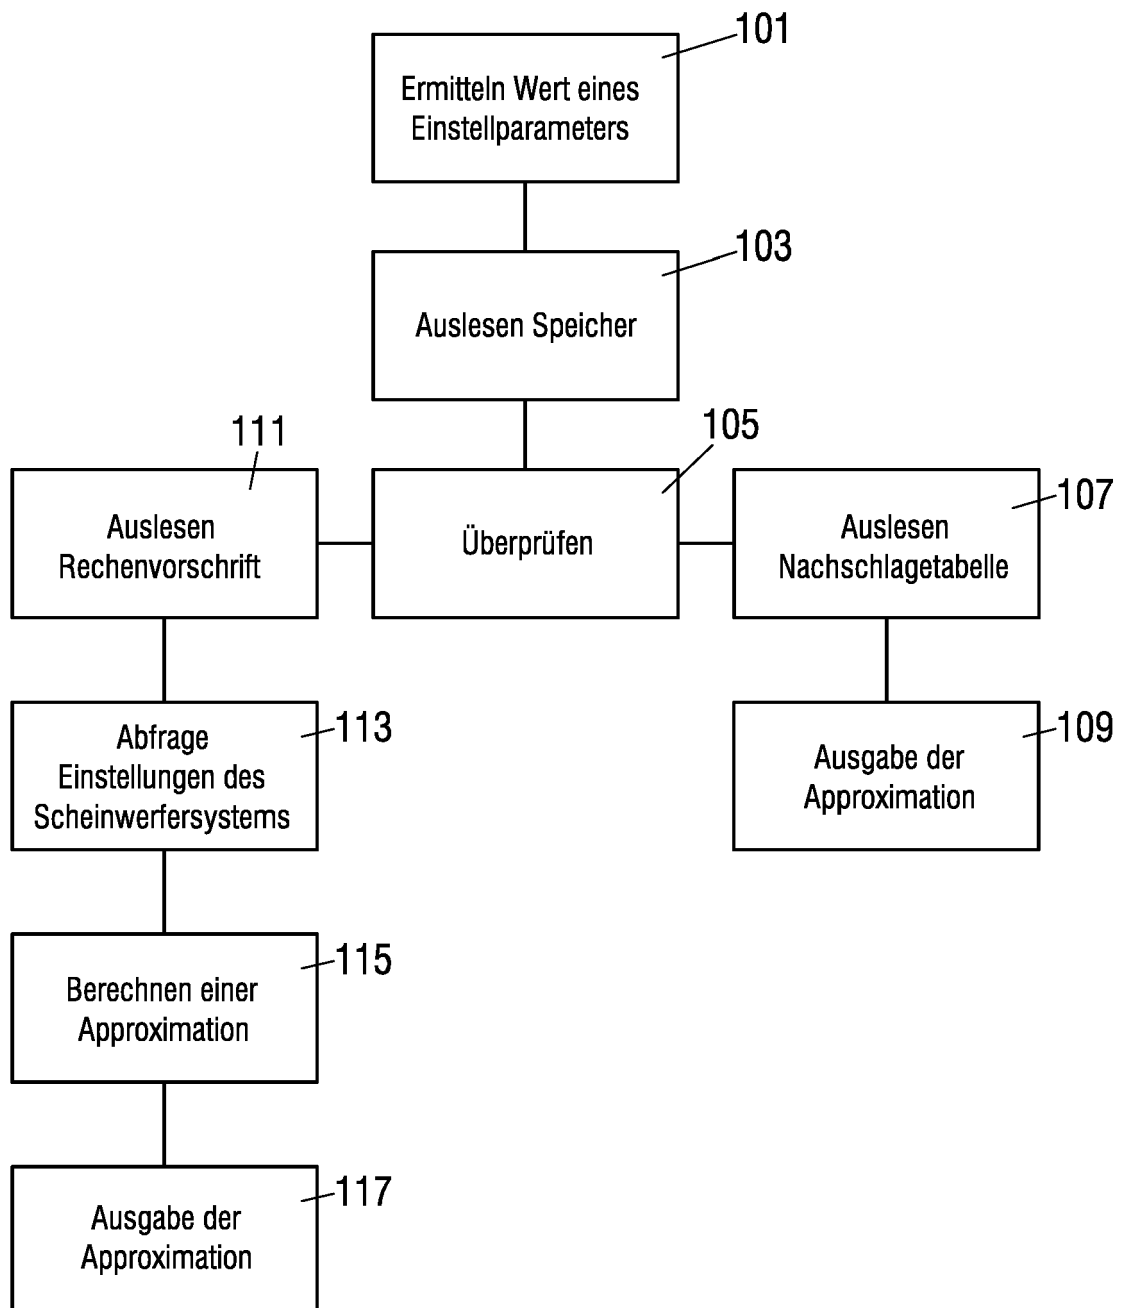 101
Ermitteln Wert eines
Einstellparameters
103
Auslesen Speicher
105
Überprüfen
111
Auslesen
Rechenvorschrift
107
Auslesen
Nachschlagetabelle
113
Abfrage
Einstellungen des
Scheinwerfersystems
109
Ausgabe der
Approximation
115
Berechnen einer
Approximation
117
Ausgabe der
Approximation